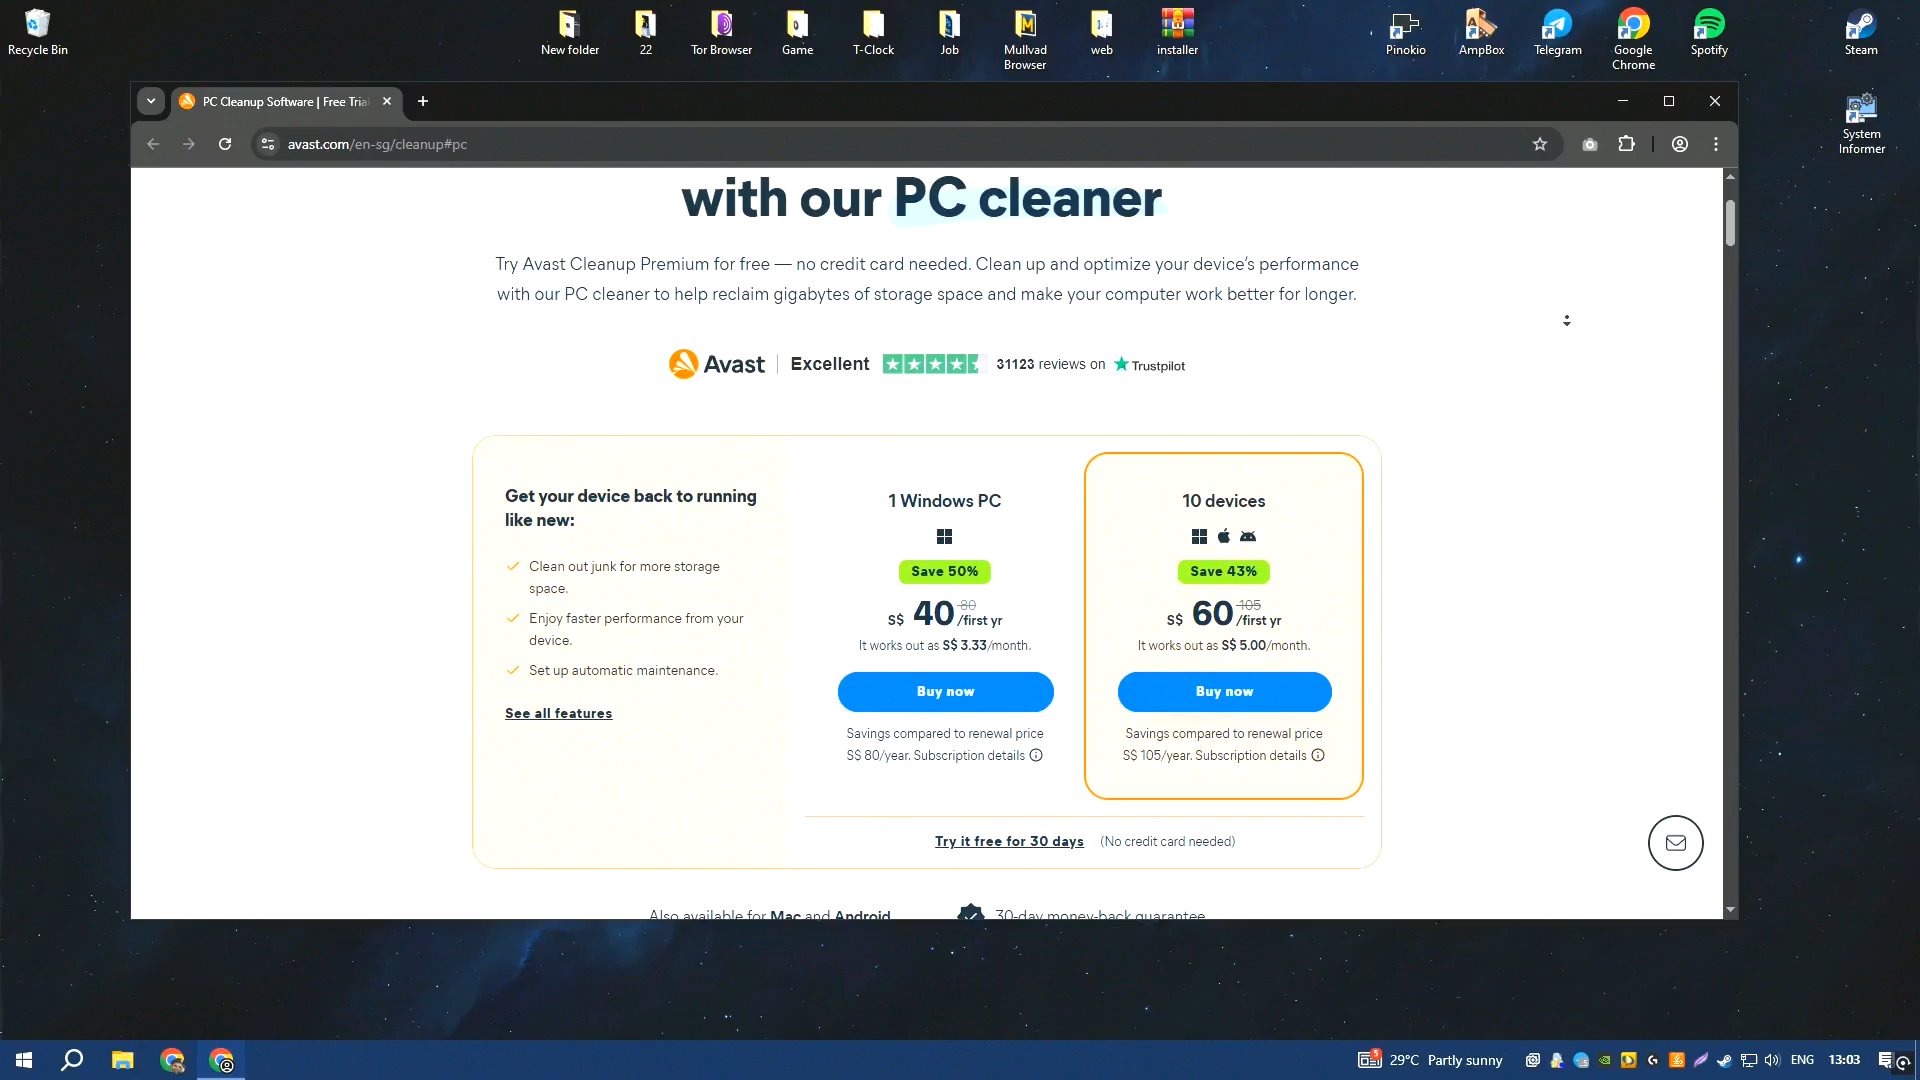 Recycle Bin
New folder
22
Tor Browser
Game
T-Clock
Job
Mullvad
Browser
web
installer
Pinokio
AmpBox
Telegram
Google
Chrome
Spotify
Steam
System
Informer
PC Cleanup Software | Free Tria
avast.com/en-sg/cleanup#pc
with our PC cleaner
Try Avast Cleanup Premium for free — no credit card needed. Clean up and optimize your device's performance
with our PC cleaner to help reclaim gigabytes of storage space and make your computer work better for longer.
Avast
Excellent
31123 reviews on
Trustpilot
Get your device back to running
like new:
Clean out junk for more storage
space.
Enjoy faster performance from your
device.
Set up automatic maintenance.
See all features
1 Windows PC
Save 50%
S$ 40 80 /first yr
It works out as S$ 3.33/month.
Buy now
Savings compared to renewal price
S$ 80/year. Subscription details
10 devices
Save 43%
S$ 60 105 /first yr
It works out as S$ 5.00/month.
Buy now
Savings compared to renewal price
S$ 105/year. Subscription details
Try it free for 30 days (No credit card needed)
Also available for Mac and Android
30-day money-back guarantee
5
29°C Partly sunny
ENG
13:03